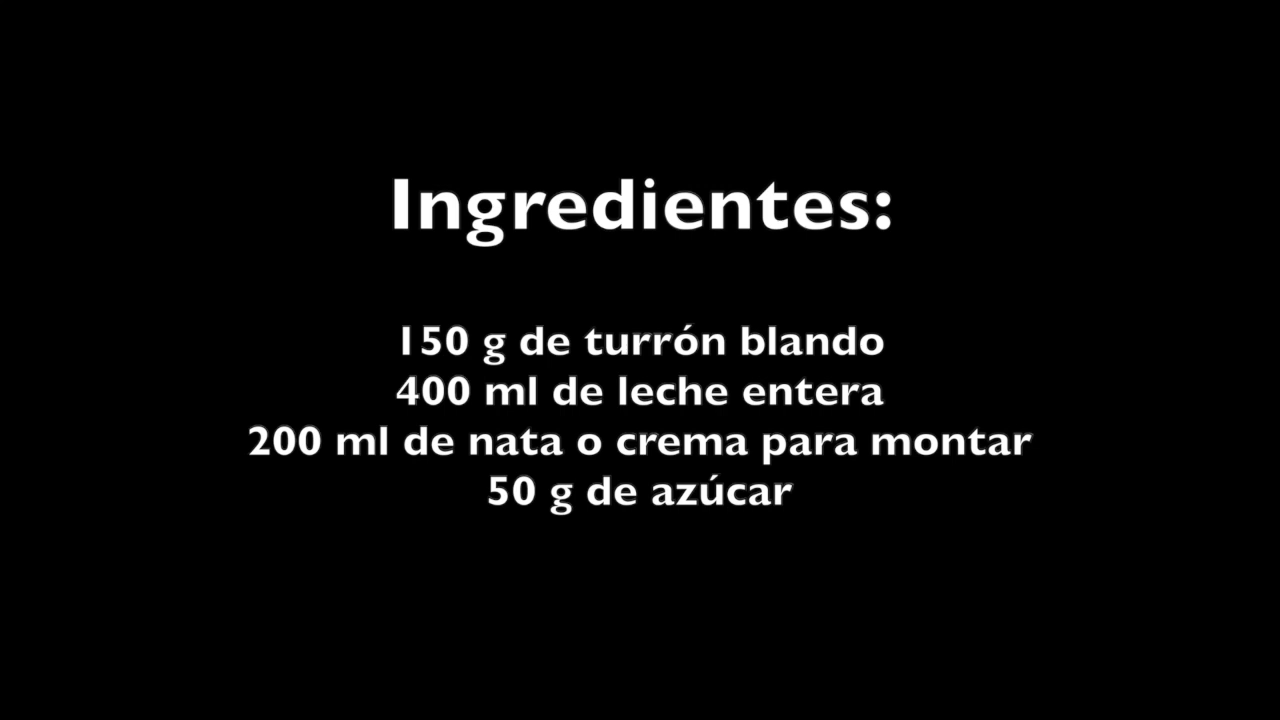 Ingredientes:
150 g de turrón blando
400 ml de leche entera
200 ml de nata o crema para montar
50 g de azúcar